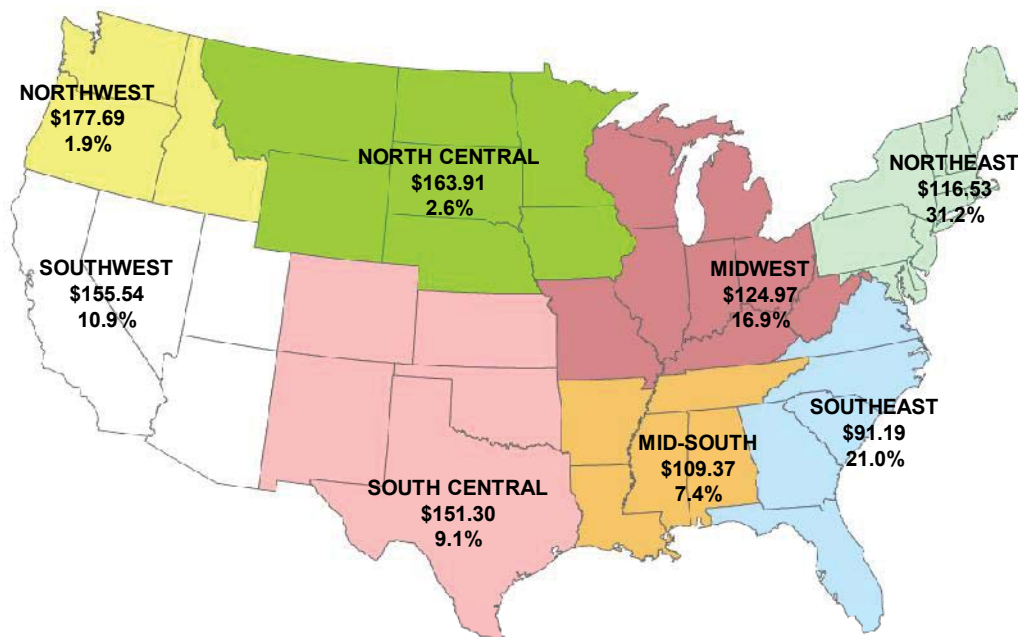 NORTHWEST
$177.69
1.9%
NORTH CENTRAL
$163.91
2.6%
NORTHEAST
$116.53
31.2%
SOUTHWEST
$155.54
10.9%
MIDWEST
$124.97
16.9%
SOUTHEAST
$91.19
21.0%
MID-SOUTH
$109.37
7.4%
SOUTH CENTRAL
$151.30
9.1%